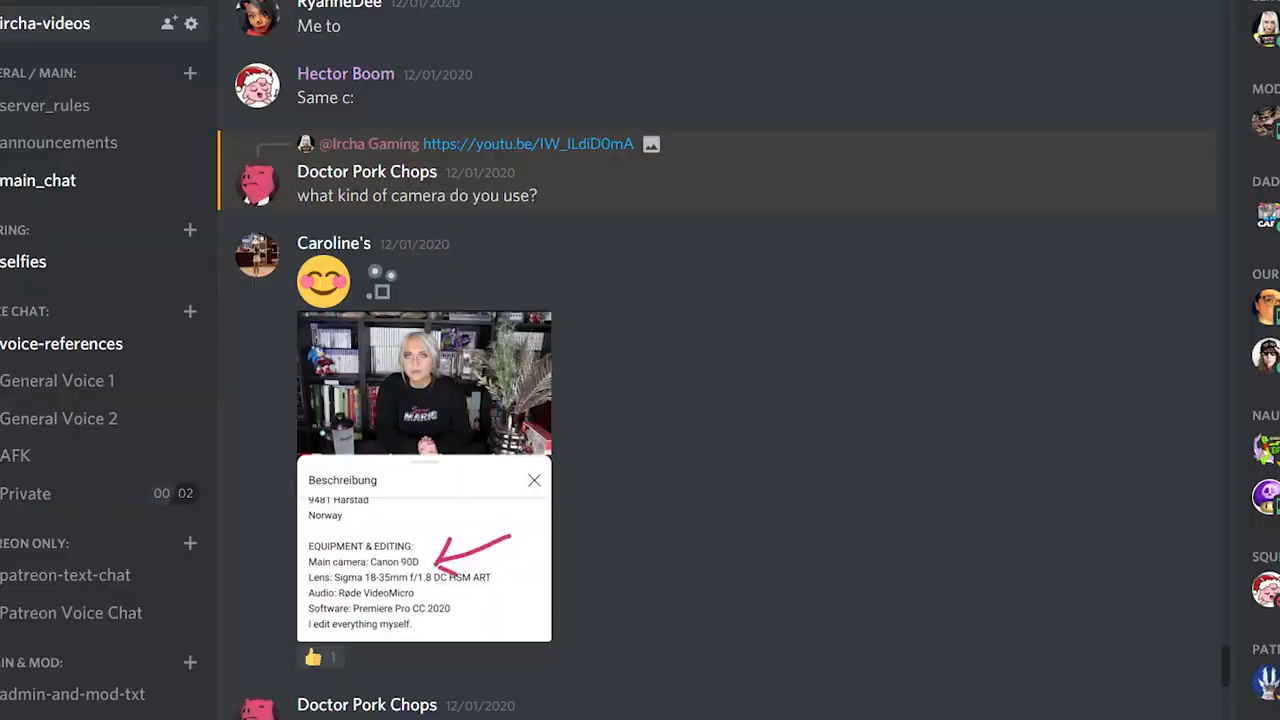 ircha-videos
ERAL / MAIN:
server_rules
announcements
main_chat
RING:
selfies
CE CHAT:
voice-references
General Voice 1
General Voice 2
AFK
Private 00 02
REON ONLY:
patreon-text-chat
Patreon Voice Chat
IN & MOD:
admin-and-mod-txt
RyanneDee 12/01/2020
Me to
Hector Boom 12/01/2020
Same c:
@Ircha Gaming https://youtu.be/IW_ILdiD0mA
Doctor Pork Chops 12/01/2020
what kind of camera do you use?
Caroline's 12/01/2020
MARIO
Beschreibung
9481 Harstad
Norway
EQUIPMENT & EDITING:
Main camera: Canon 90D
Lens: Sigma 18-35mm f/1.8 DC HSM ART
Audio: Røde VideoMicro
Software: Premiere Pro CC 2020
I edit everything myself.
1
Doctor Pork Chops 12/01/2020
MOD
DAD
OUR
NAU
SQU
PATI